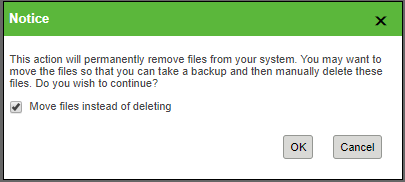 Notice
This action will permanently remove files from your system. You may want to
move the files so that you can take a backup and then manually delete these
files. Do you wish to continue?
Move files instead of deleting
OK Cancel